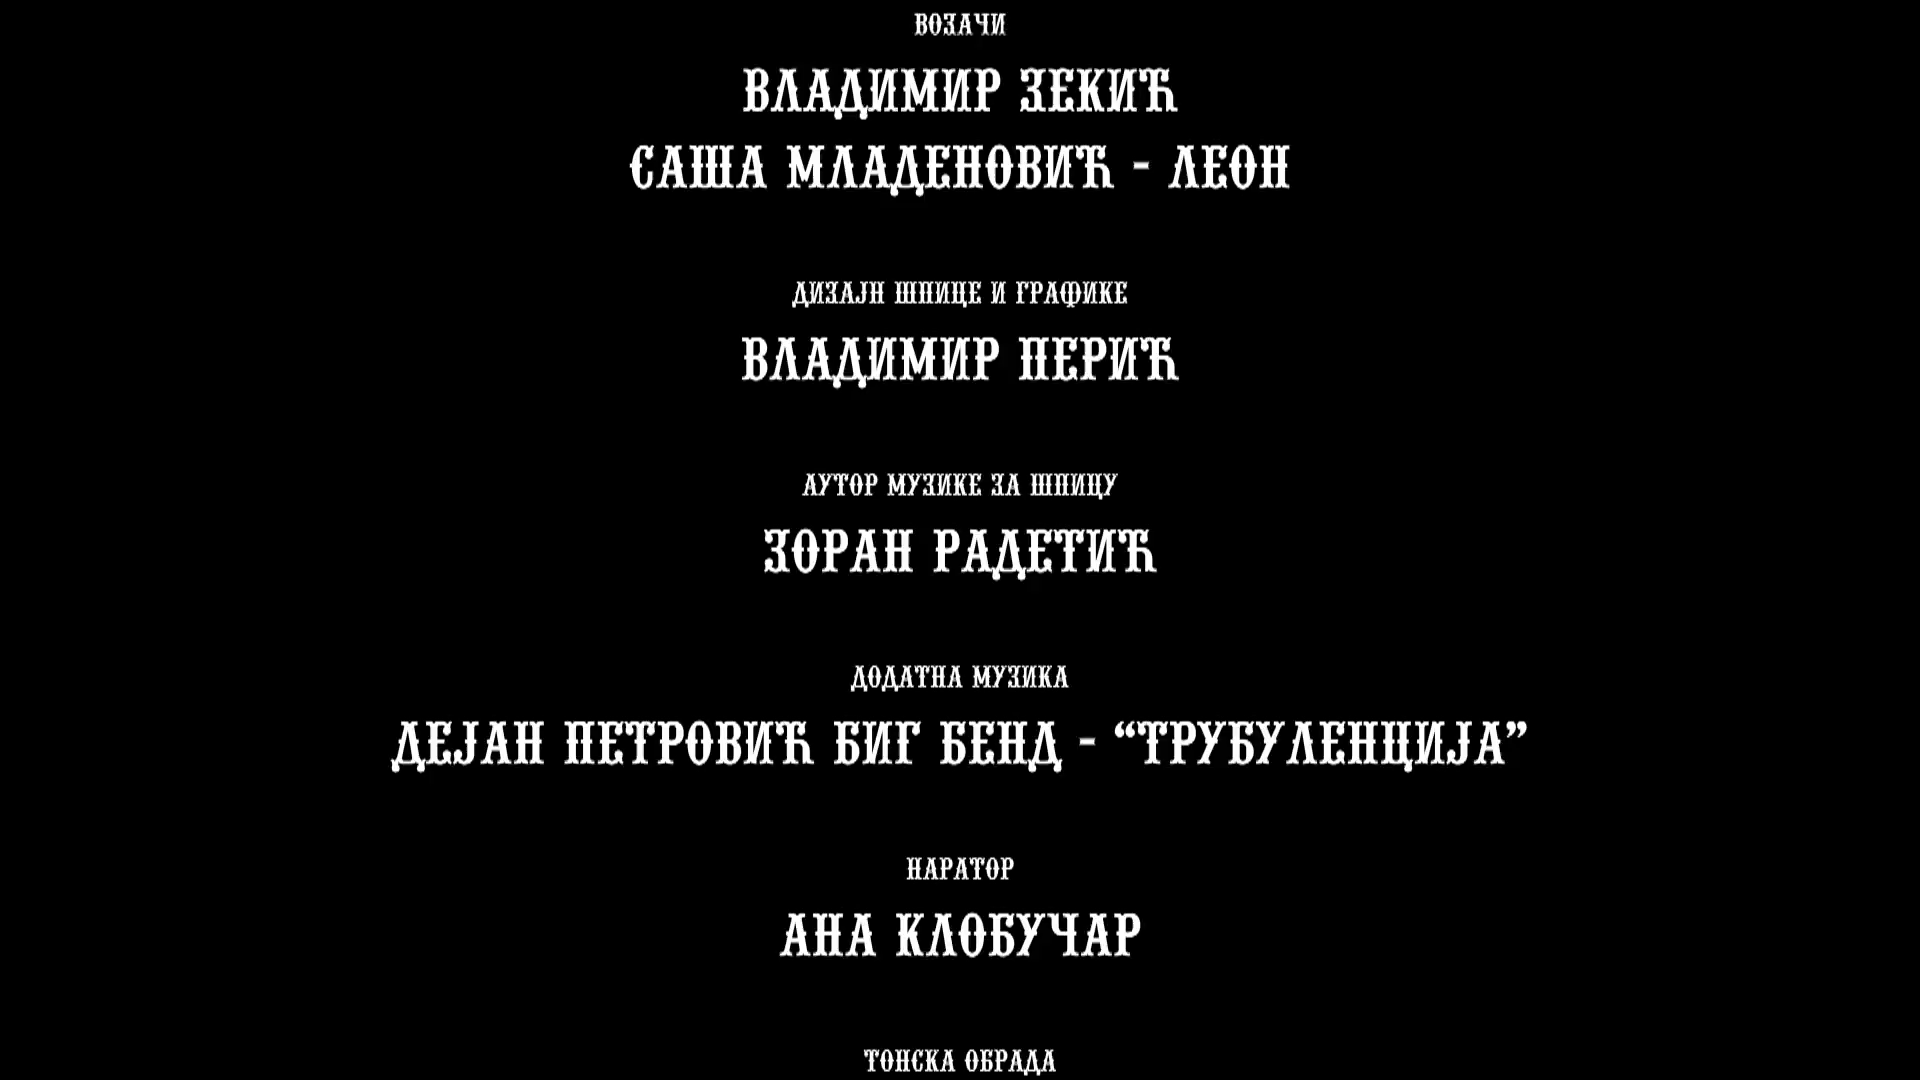 ВОЗАЧИ
ВЛАДИМИР ЗЕКИЋ
САША МЛАДЕНОВИЋ - ЛЕОН
ДИЗАЈН ШПИЦЕ И ГРАФИКЕ
ВЛАДИМИР ПЕРИЋ
АУТОР МУЗИКЕ ЗА ШПИЦУ
ЗОРАН РАДЕТИЋ
ДОДАТНА МУЗИКА
ДЕЈАН ПЕТРОВИЋ БИГ БЕНД - “ТРУБУЛЕНЦИЈА”
НАРАТОР
АНА КЛОБУЧАР
ТОНСКА ОБРАДА